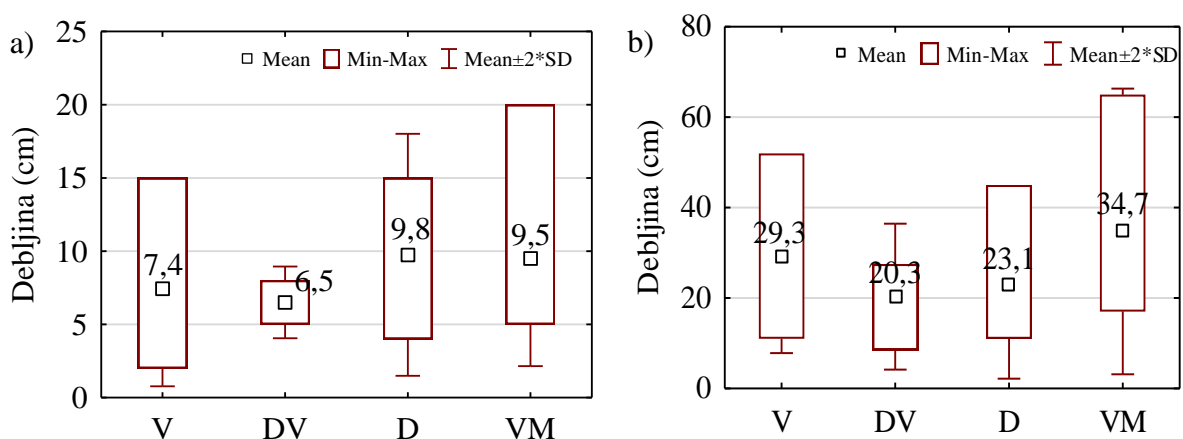 a)
Mean Min-Max Mean±2*SD
Debljina (cm)
25
20
15
10
5
0
7,4
6,5
9,8
9,5
V DV D VM
b)
Mean Min-Max Mean±2*SD
Debljina (cm)
80
60
40
20
0
29,3
20,3
23,1
34,7
V DV D VM